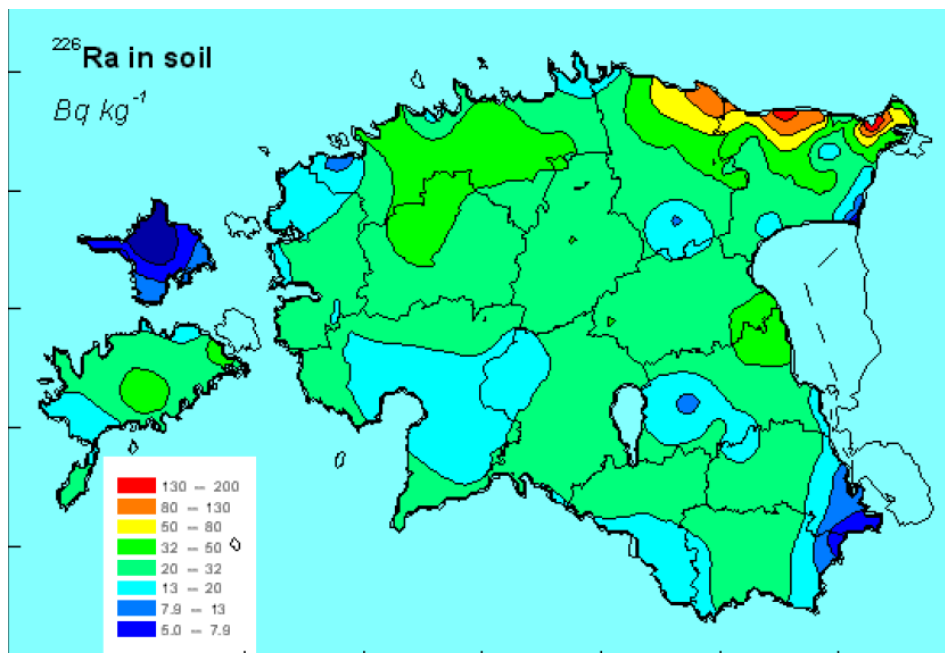 ²²⁶Ra in soil
Bq kg⁻¹
130 – 200
80 – 130
50 – 80
32 – 50
20 – 32
13 – 20
7.9 – 13
5.0 – 7.9